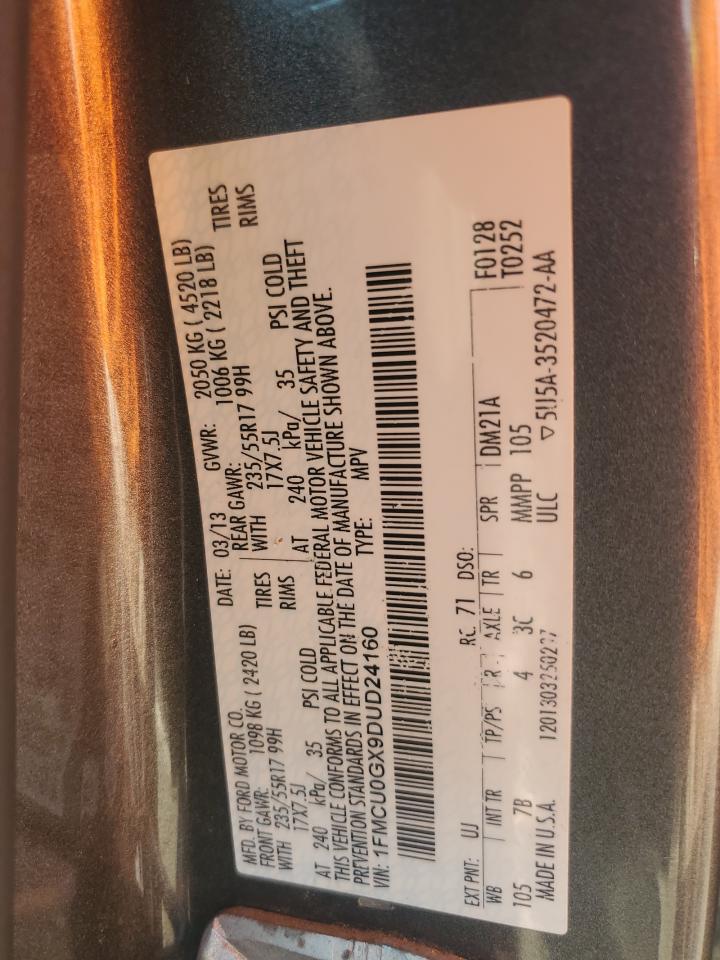 MFD. BY FORD MOTOR CO. DATE: 03/13 GVWR: 2050 KG ( 4520 LB)
FRONT GAWR: 1098 KG ( 2420 LB) REAR GAWR: 1006 KG ( 2218 LB)
WITH 235/55R17 99H TIRES WITH 235/55R17 99H TIRES
17X7.5J RIMS 17X7.5J RIMS
AT 240 kPa/ 35 PSI COLD AT 240 kPa/ 35 PSI COLD
THIS VEHICLE CONFORMS TO ALL APPLICABLE FEDERAL MOTOR VEHICLE SAFETY AND THEFT
PREVENTION STANDARDS IN EFFECT ON THE DATE OF MANUFACTURE SHOWN ABOVE.
VIN: 1FMCU0GX9DUD24160 TYPE: MPV
EXT PNT: UJ RC: 71 DSO: F0128
WB INT TR TP/PS R AXLE TR SPR DM21A T0252
105 7B 4 3C 6 MMPP 105
MADE IN U.S.A. ULC ▽ 5U5A-3520472-AA